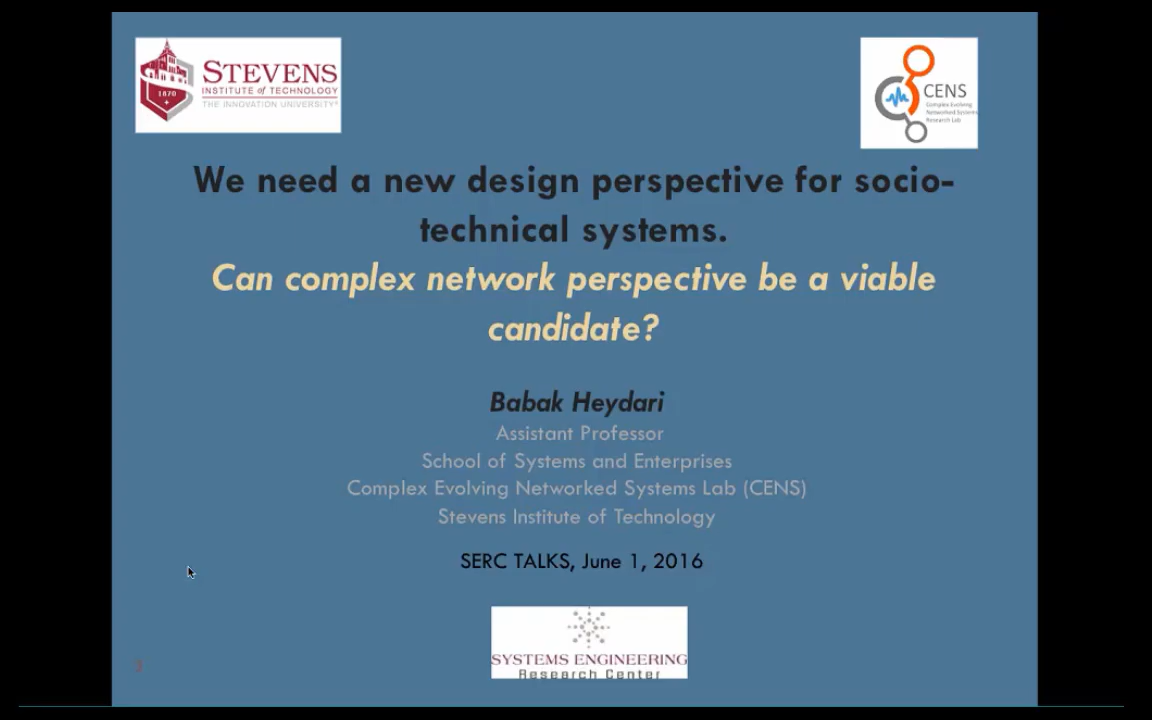 STEVENS
INSTITUTE of TECHNOLOGY
THE INNOVATION UNIVERSITY®
1870
CENS
Complex Evolving
Networked Systems
Research Lab
We need a new design perspective for socio-
technical systems.
Can complex network perspective be a viable
candidate?
Babak Heydari
Assistant Professor
School of Systems and Enterprises
Complex Evolving Networked Systems Lab (CENS)
Stevens Institute of Technology
SERC TALKS, June 1, 2016
SYSTEMS ENGINEERING
Research Center